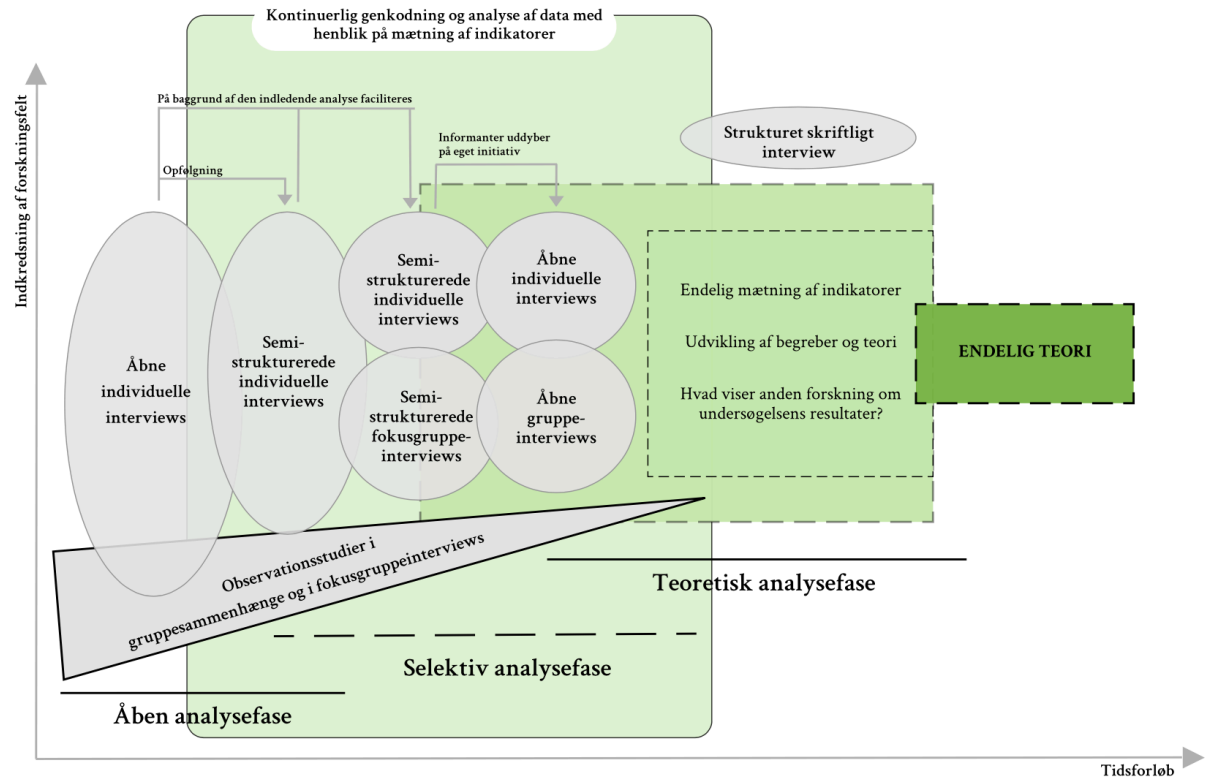 Kontinuerlig genkodning og analyse af data med
henblik på mætning af indikatorer
Indkredsning af forskningsfelt
På baggrund af den indledende analyse faciliteres
Opfølgning
Informanter uddyber
på eget initiativ
Struktureret skriftligt
interview
Åbne
individuelle
interviews
Semi-
strukturerede
individuelle
interviews
Semi-
strukturerede
individuelle
interviews
Semi-
strukturerede
fokusgruppe-
interviews
Åbne
individuelle
interviews
Åbne
gruppe-
interviews
Endelig mætning af indikatorer
Udvikling af begreber og teori
Hvad viser anden forskning om
undersøgelsens resultater?
ENDELIG TEORI
Observationsstudier i
gruppesammenhænge og i fokusgruppeinterviews
Teoretisk analysefase
Selektiv analysefase
Åben analysefase
Tidsforløb